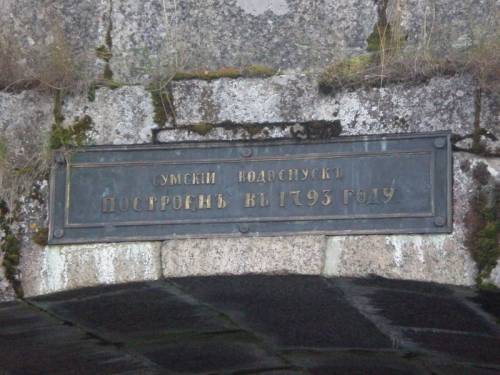 СУМСКІЙ ВОДОСПУСКЪ
ПОСТРОЕНЪ ВЪ 1793 ГОДУ